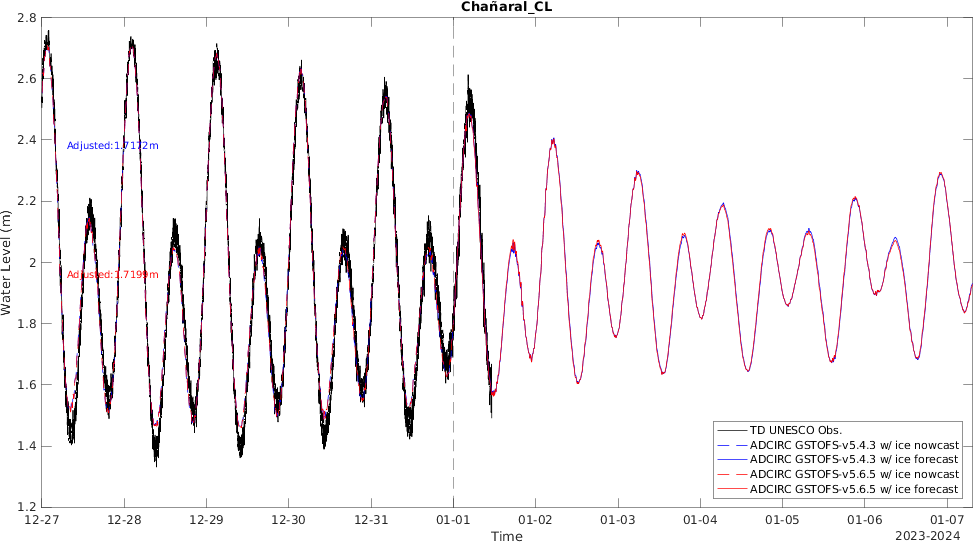 Chañaral_CL
2.8
2.6
2.4
2.2
2
1.8
1.6
1.4
1.2
Water Level (m)
Adjusted:1.7172m
Adjusted:1.7199m
TD UNESCO Obs.
ADCIRC GSTOFS-v5.4.3 w/ ice nowcast
ADCIRC GSTOFS-v5.4.3 w/ ice forecast
ADCIRC GSTOFS-v5.6.5 w/ ice nowcast
ADCIRC GSTOFS-v5.6.5 w/ ice forecast
12-27 12-28 12-29 12-30 12-31 01-01 01-02 01-03 01-04 01-05 01-06 01-07
Time
2023-2024